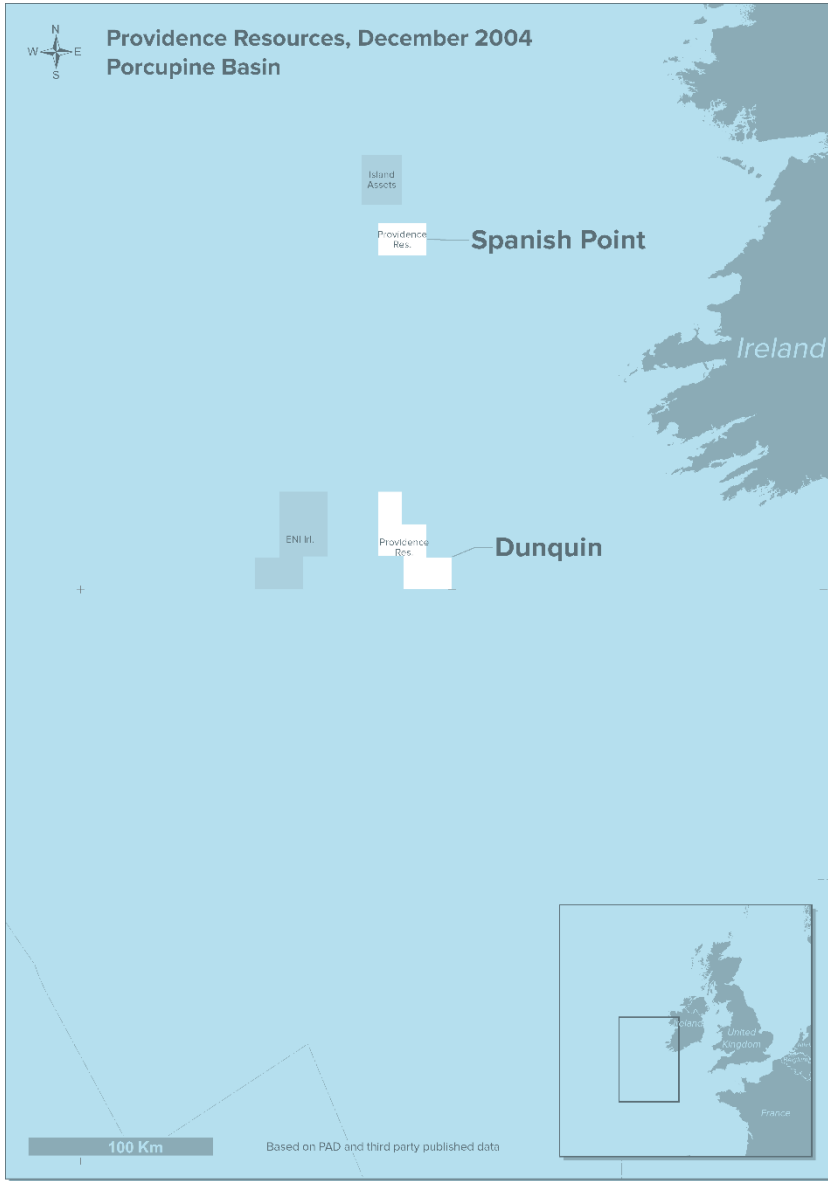 N
W E
S
Providence Resources, December 2004
Porcupine Basin
Island
Assets
Providence
Res.
Spanish Point
Ireland
ENI Irl.
Providence
Res.
Dunquin
Ireland
United
Kingdom
France
100 Km
Based on PAD and third party published data